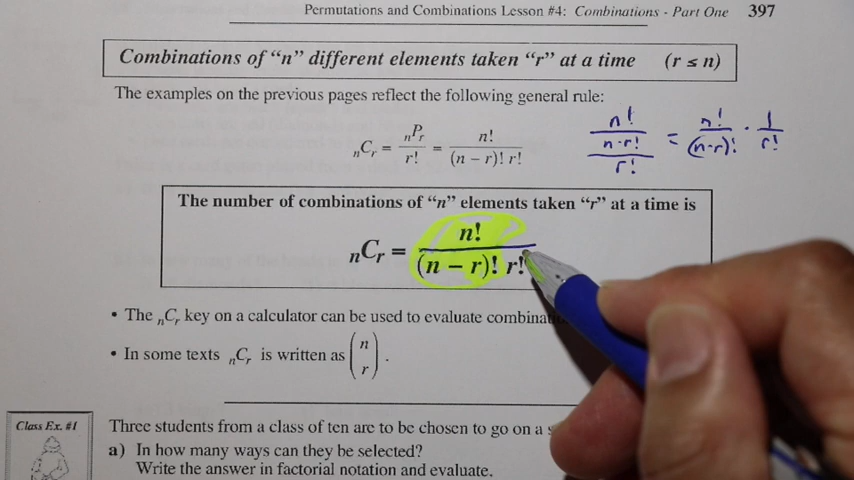 Permutations and Combinations Lesson #4: Combinations - Part One 397
Combinations of “n” different elements taken “r” at a time (r ≤ n)
The examples on the previous pages reflect the following general rule:
nCr = nPr / r! = n! / (n − r)! r!
n! / n-r! / r! = n! / (n-r)! · 1 / r!
The number of combinations of “n” elements taken “r” at a time is
nCr = n! / (n − r)! r!
• The nCr key on a calculator can be used to evaluate
• In some texts nCr is written as (n r) .
Class Ex. #1
Three students from a class of ten are to be chosen to go on a
a) In how many ways can they be selected?
Write the answer in factorial notation and evaluate.